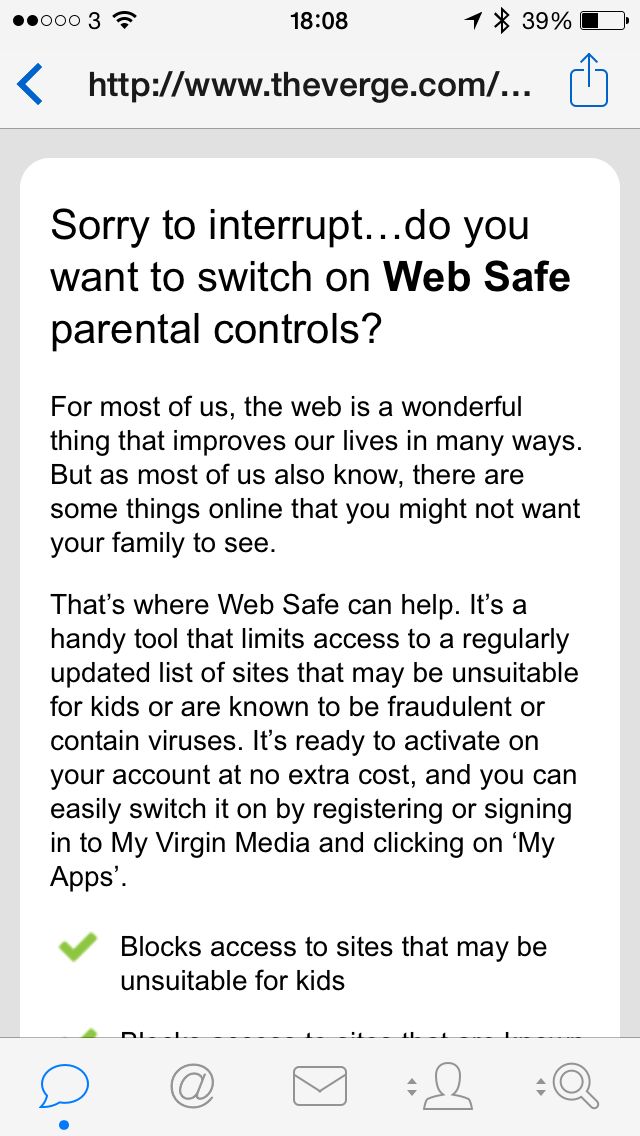 3 18:08 39%
http://www.theverge.com/...
Sorry to interrupt…do you
want to switch on Web Safe
parental controls?
For most of us, the web is a wonderful
thing that improves our lives in many ways.
But as most of us also know, there are
some things online that you might not want
your family to see.
That’s where Web Safe can help. It’s a
handy tool that limits access to a regularly
updated list of sites that may be unsuitable
for kids or are known to be fraudulent or
contain viruses. It’s ready to activate on
your account at no extra cost, and you can
easily switch it on by registering or signing
in to My Virgin Media and clicking on ‘My
Apps’.
Blocks access to sites that may be
unsuitable for kids
Blocks access to sites that are known
@